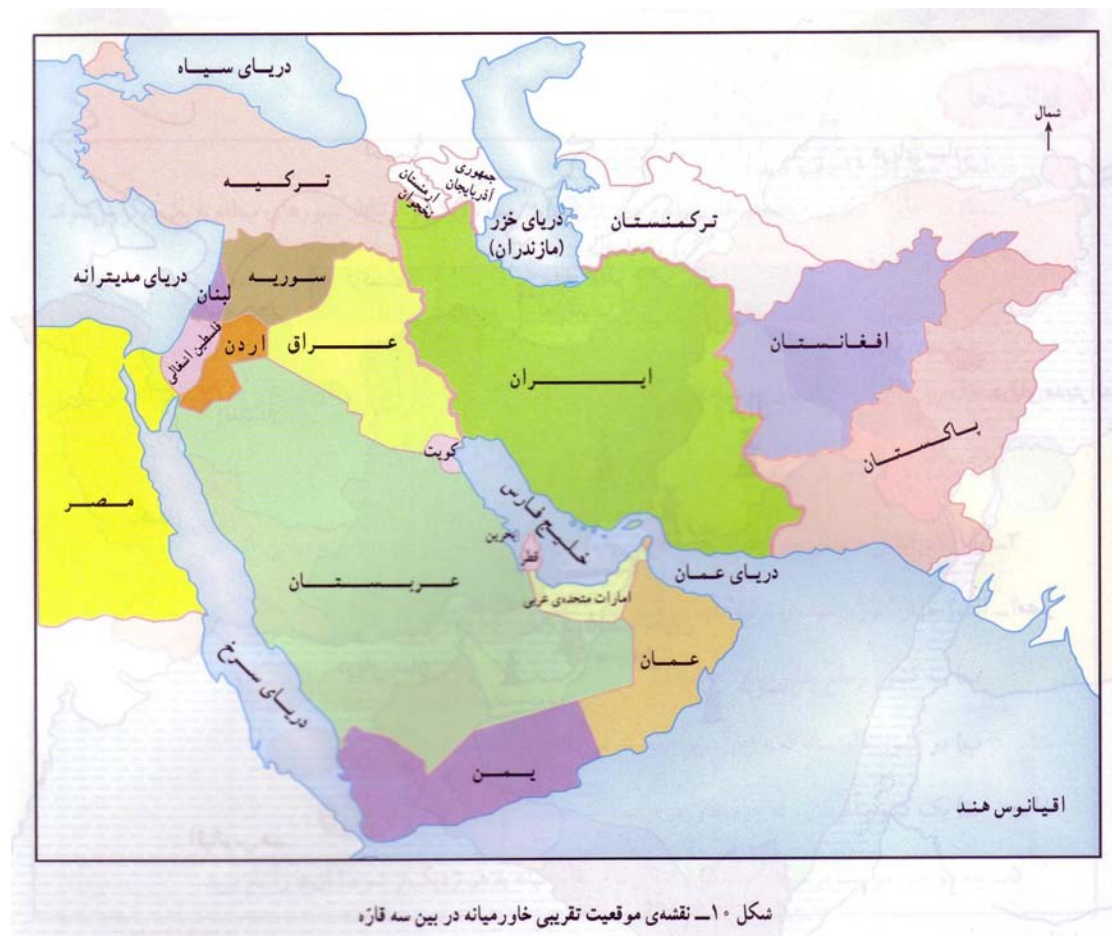 دریای سیاه
شمال
ترکیه
ارمنستان
نخجوان
جمهوری
آذربایجان
دریای خزر
(مازندران)
ترکمنستان
دریای مدیترانه
لبنان
سوریه
فلسطین اشغالی
اردن
عراق
ایران
افغانستان
پاکستان
کویت
مصر
خلیج فارس
بحرین
قطر
عربستان
امارات متحده‌ی عربی
دریای عمان
عمان
دریای سرخ
یمن
اقیانوس هند
شکل ۱۰ــ نقشه‌ی موقعیت تقریبی خاورمیانه در بین سه قارّه